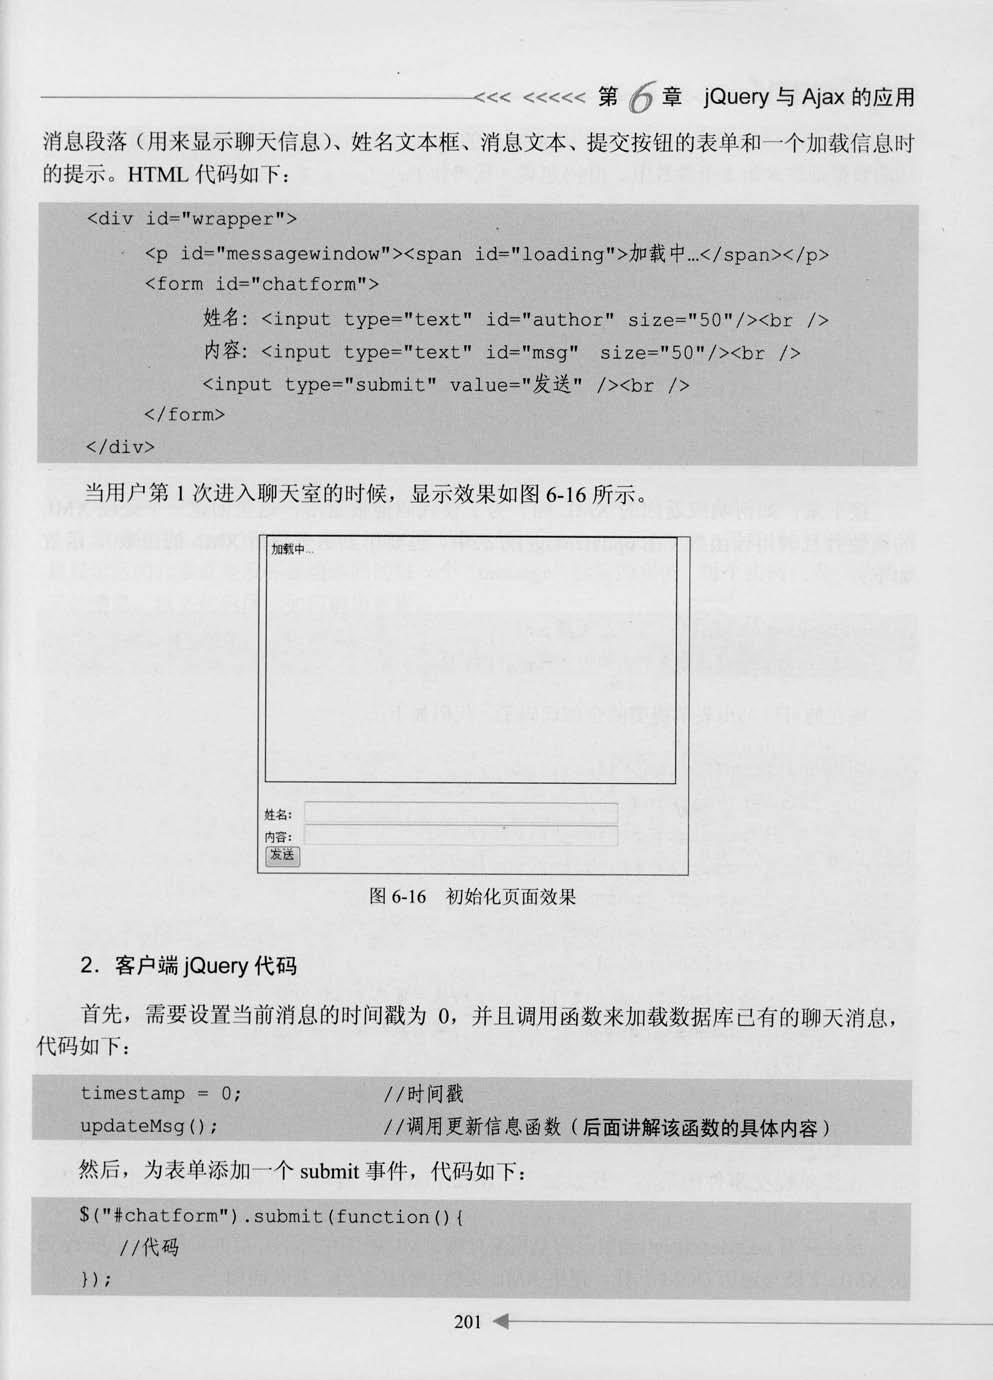 <<< <<<<< 第6章 jQuery 与 Ajax 的应用
消息段落（用来显示聊天信息）、姓名文本框、消息文本、提交按钮的表单和一个加载信息时
的提示。HTML 代码如下：
<div id="wrapper">
<p id="messagewindow"><span id="loading">加载中…</span></p>
<form id="chatform">
姓名: <input type="text" id="author" size="50"/><br />
内容: <input type="text" id="msg" size="50"/><br />
<input type="submit" value="发送" /><br />
</form>
</div>
当用户第 1 次进入聊天室的时候，显示效果如图 6-16 所示。
加载中...
姓名：
内容：
发送
图 6-16 初始化页面效果
2．客户端 jQuery 代码
首先，需要设置当前消息的时间戳为 0，并且调用函数来加载数据库已有的聊天消息，
代码如下：
timestamp = 0; //时间戳
updateMsg(); //调用更新信息函数（后面讲解该函数的具体内容）
然后，为表单添加一个 submit 事件，代码如下：
$("#chatform").submit(function(){
//代码
});
201